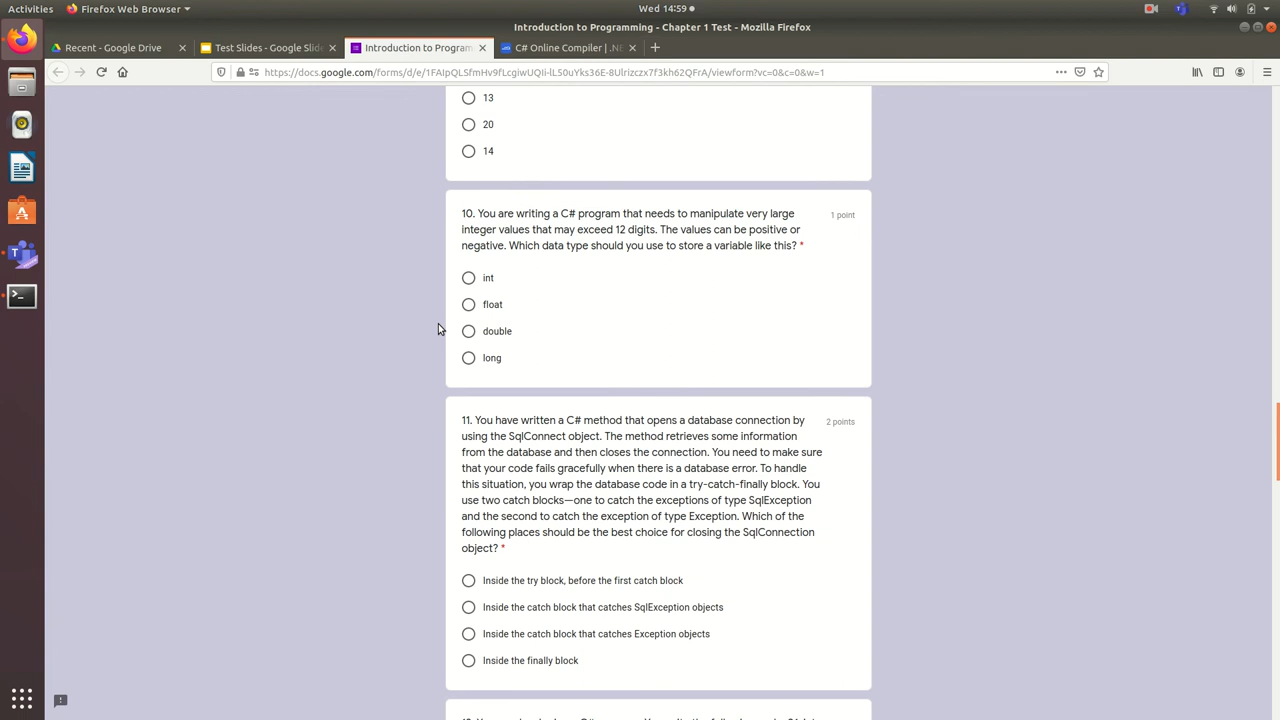 Activities
Firefox Web Browser
Wed 14:59
Introduction to Programming - Chapter 1 Test - Mozilla Firefox
Recent - Google Drive
Test Slides - Google Slide
Introduction to Program
C# Online Compiler | .NE
https://docs.google.com/forms/d/e/1FAIpQLSfmHv9fLcgiwUQIi-lL50uYks36E-8Ulrizczx7f3kh62QFrA/viewform?vc=0&c=0&w=1
13
20
14
10. You are writing a C# program that needs to manipulate very large
1 point
integer values that may exceed 12 digits. The values can be positive or
negative. Which data type should you use to store a variable like this? *
int
float
double
long
11. You have written a C# method that opens a database connection by
2 points
using the SqlConnect object. The method retrieves some information
from the database and then closes the connection. You need to make sure
that your code fails gracefully when there is a database error. To handle
this situation, you wrap the database code in a try-catch-finally block. You
use two catch blocks—one to catch the exceptions of type SqlException
and the second to catch the exception of type Exception. Which of the
following places should be the best choice for closing the SqlConnection
object? *
Inside the try block, before the first catch block
Inside the catch block that catches SqlException objects
Inside the catch block that catches Exception objects
Inside the finally block